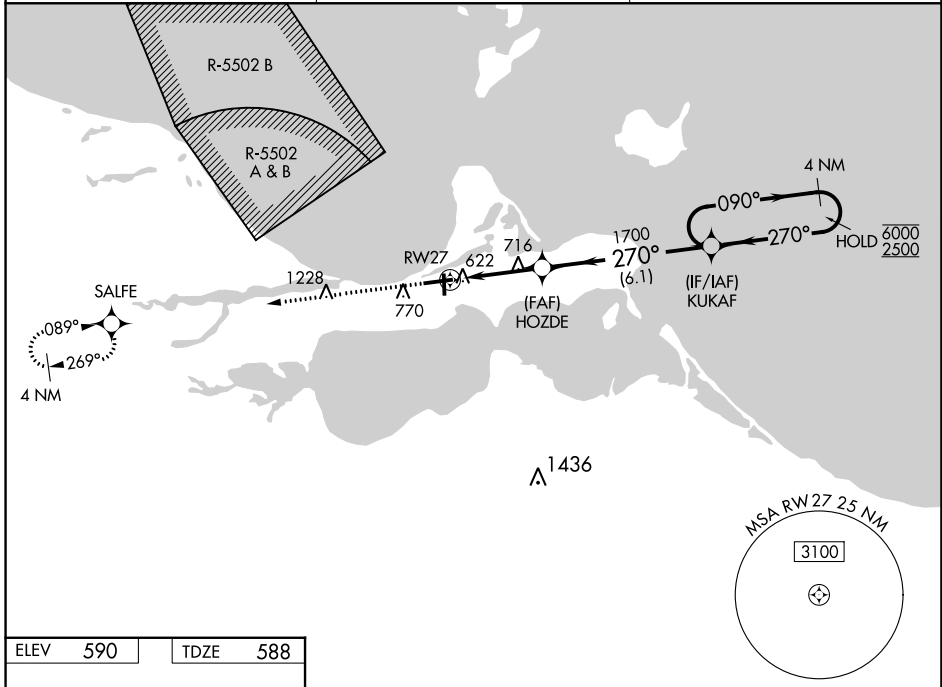 R-5502 B
R-5502
A & B
4 NM
090°
270°
HOLD
6000
2500
(IF/IAF)
KUKAF
1700
270°
(6.1)
716
622
RW27
(FAF)
HOZDE
770
1228
SALFE
089°
269°
4 NM
1436
MSA RW27 25 NM
3100
ELEV 590
TDZE 588